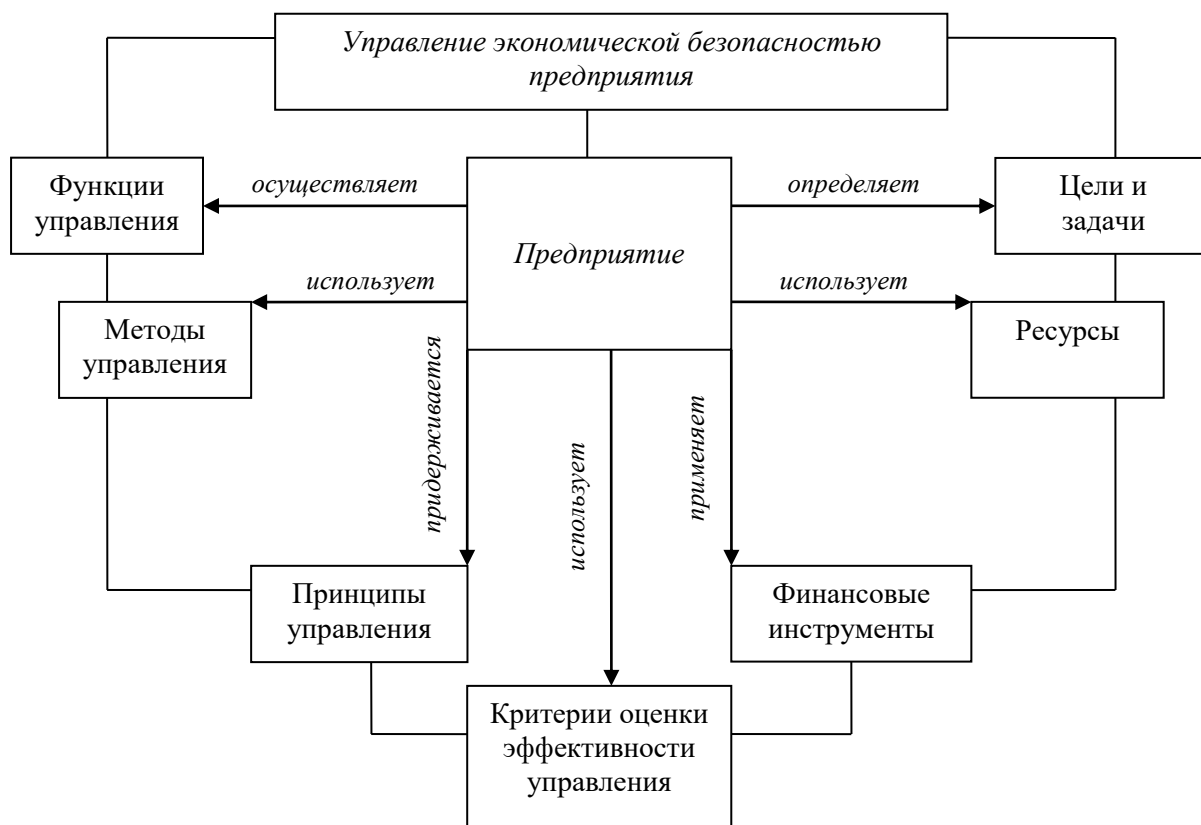 Управление экономической безопасностью
предприятия
Функции
управления
осуществляет
Предприятие
определяет
Цели и
задачи
использует
использует
Методы
управления
Ресурсы
придерживается
использует
применяет
Принципы
управления
Финансовые
инструменты
Критерии оценки
эффективности
управления